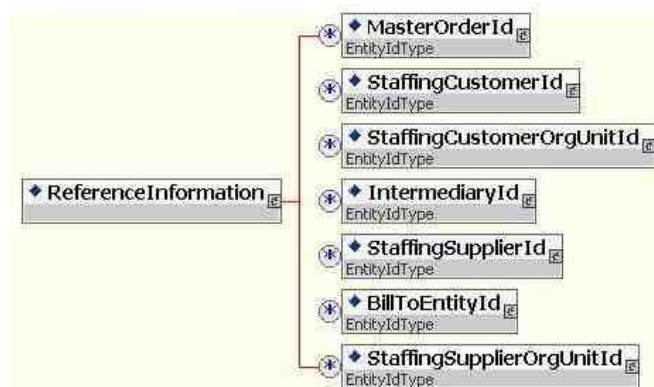 MasterOrderId
EntityIdType
StaffingCustomerId
EntityIdType
StaffingCustomerOrgUnitId
EntityIdType
ReferenceInformation
IntermediaryId
EntityIdType
StaffingSupplierId
EntityIdType
BillToEntityId
EntityIdType
StaffingSupplierOrgUnitId
EntityIdType